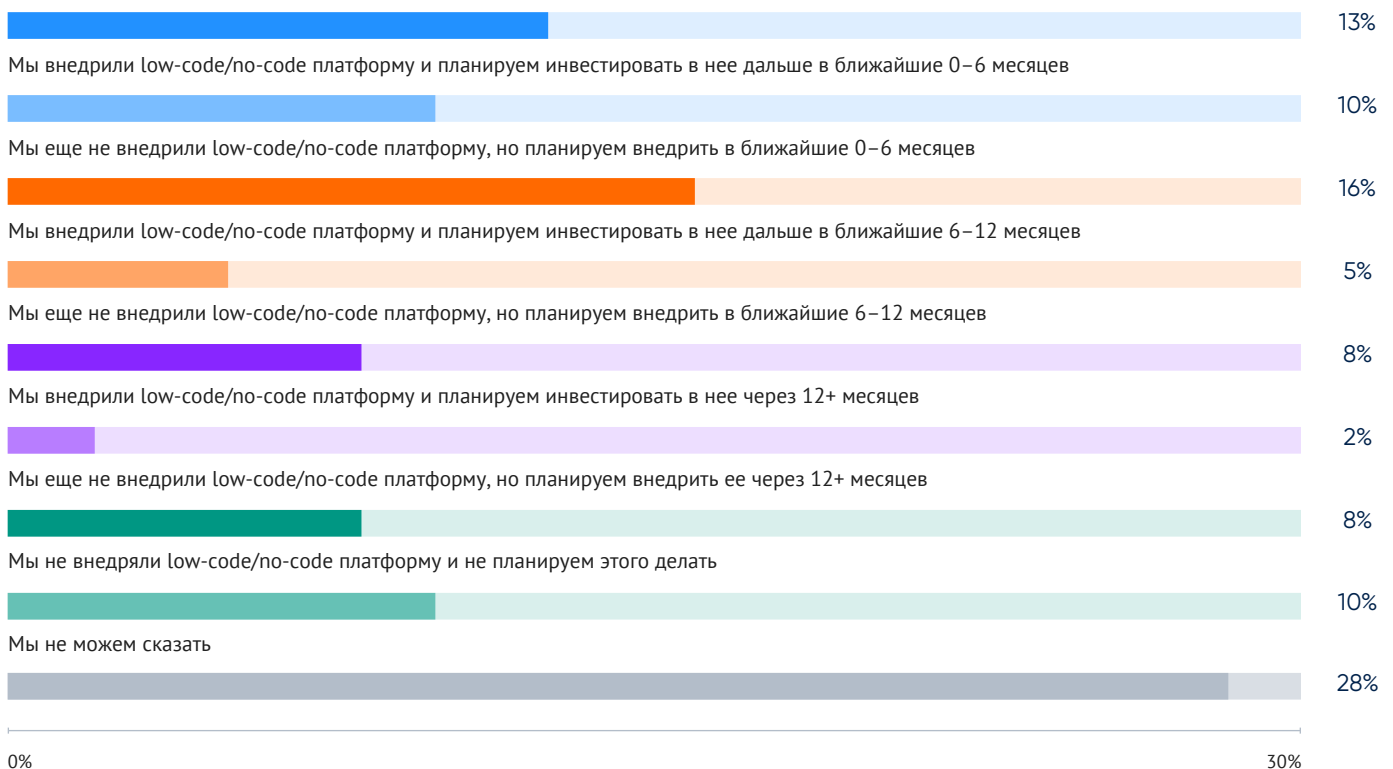 13%
Мы внедрили low-code/no-code платформу и планируем инвестировать в нее дальше в ближайшие 0–6 месяцев
10%
Мы еще не внедрили low-code/no-code платформу, но планируем внедрить в ближайшие 0–6 месяцев
16%
Мы внедрили low-code/no-code платформу и планируем инвестировать в нее дальше в ближайшие 6–12 месяцев
5%
Мы еще не внедрили low-code/no-code платформу, но планируем внедрить в ближайшие 6–12 месяцев
8%
Мы внедрили low-code/no-code платформу и планируем инвестировать в нее через 12+ месяцев
2%
Мы еще не внедрили low-code/no-code платформу, но планируем внедрить ее через 12+ месяцев
8%
Мы не внедряли low-code/no-code платформу и не планируем этого делать
10%
Мы не можем сказать
28%
0%
30%